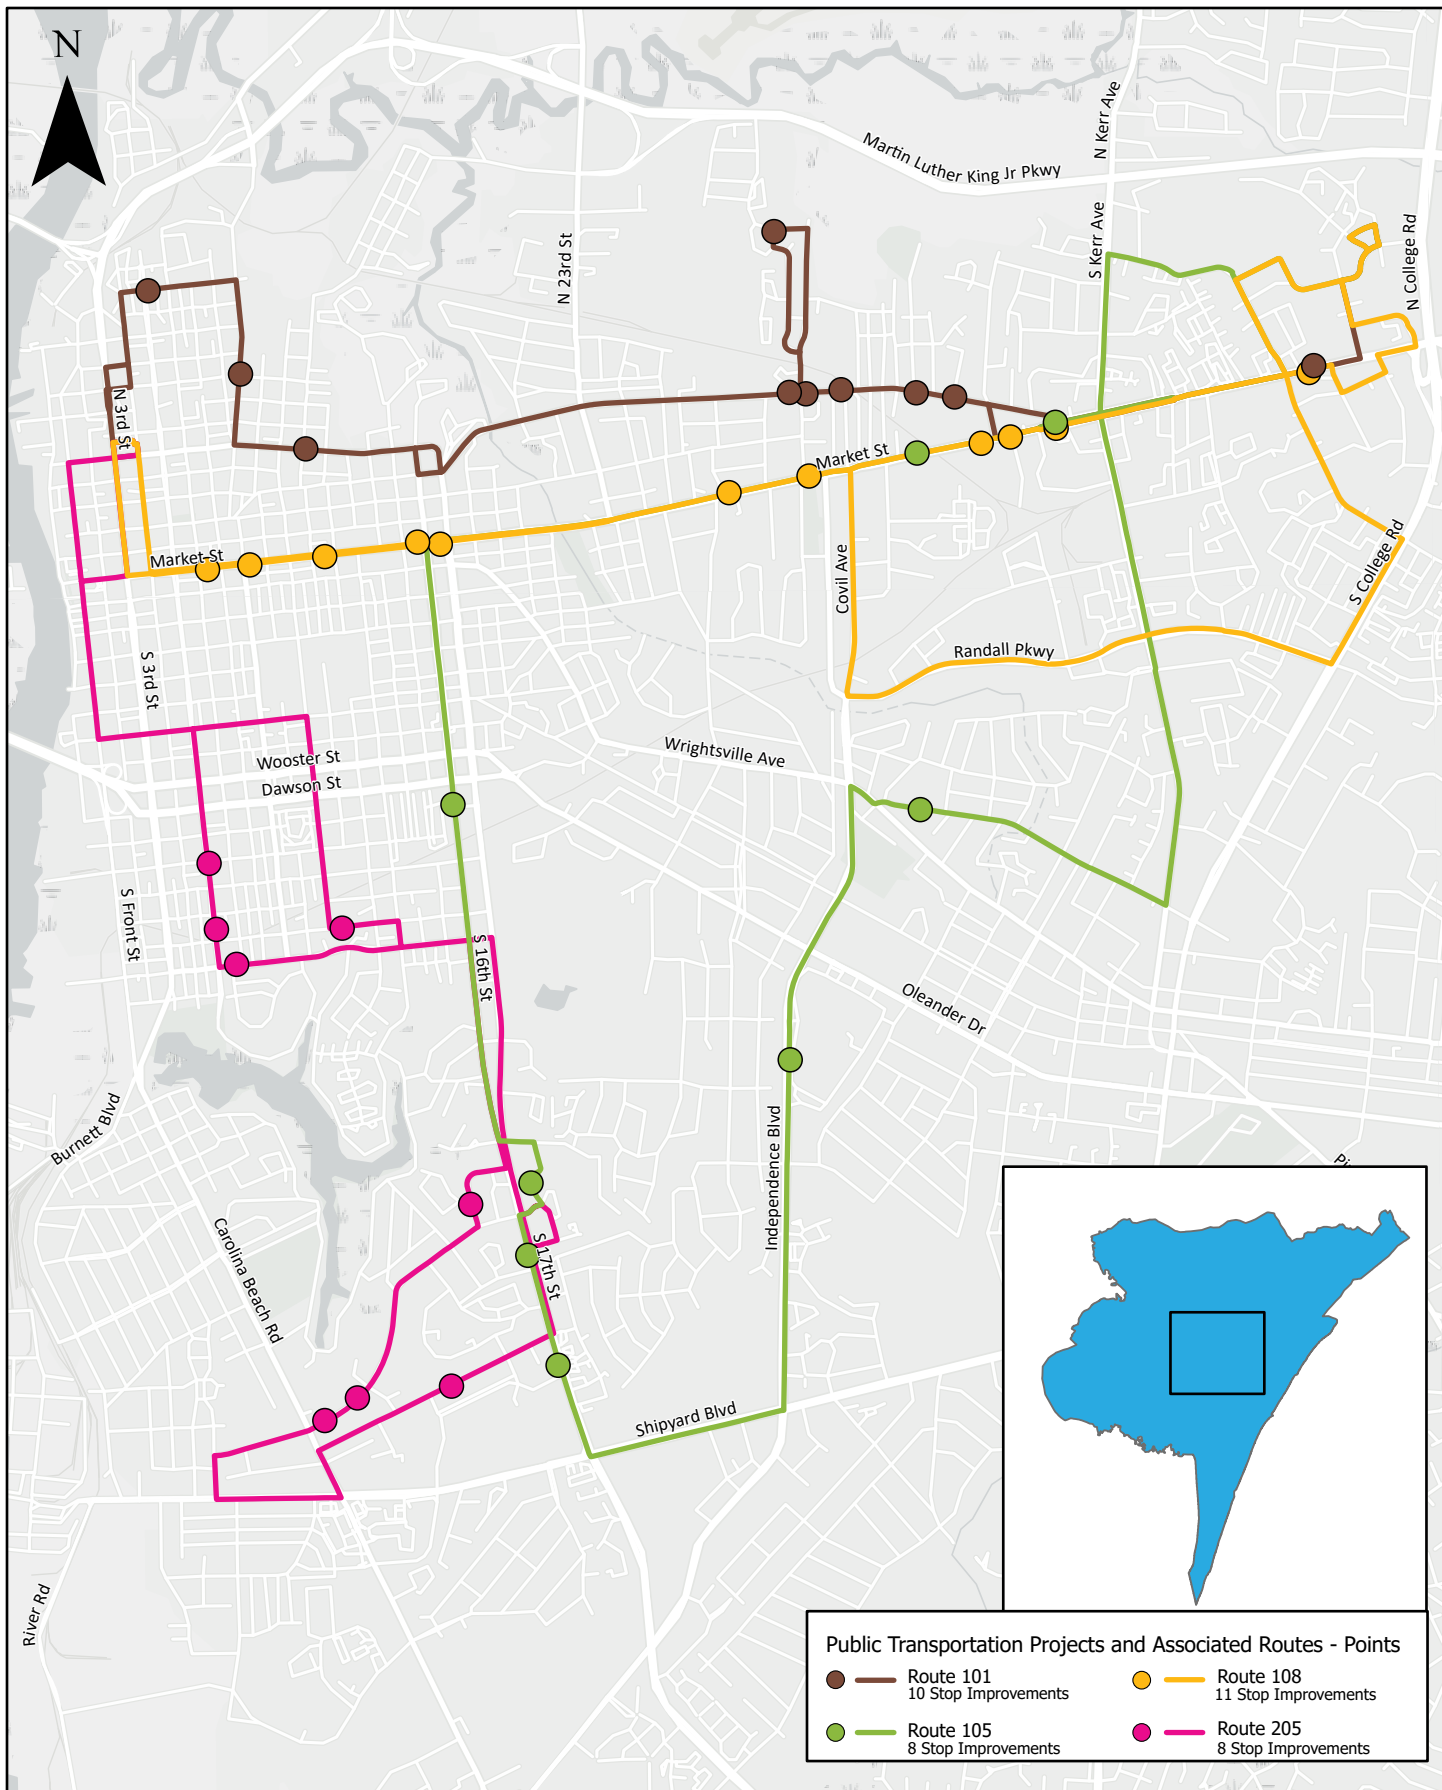 N
N Kerr Ave
Martin Luther King Jr Pkwy
S Kerr Ave
N College Rd
N 23rd St
N 3rd St
Market St
Market St
Covil Ave
S College Rd
Randall Pkwy
S 3rd St
Wrightsville Ave
Wooster St
Dawson St
S Front St
S 16th St
Oleander Dr
Burnett Blvd
Independence Blvd
Carolina Beach Rd
S 17th St
Shipyard Blvd
River Rd
Public Transportation Projects and Associated Routes - Points
Route 101
10 Stop Improvements
Route 108
11 Stop Improvements
Route 105
8 Stop Improvements
Route 205
8 Stop Improvements